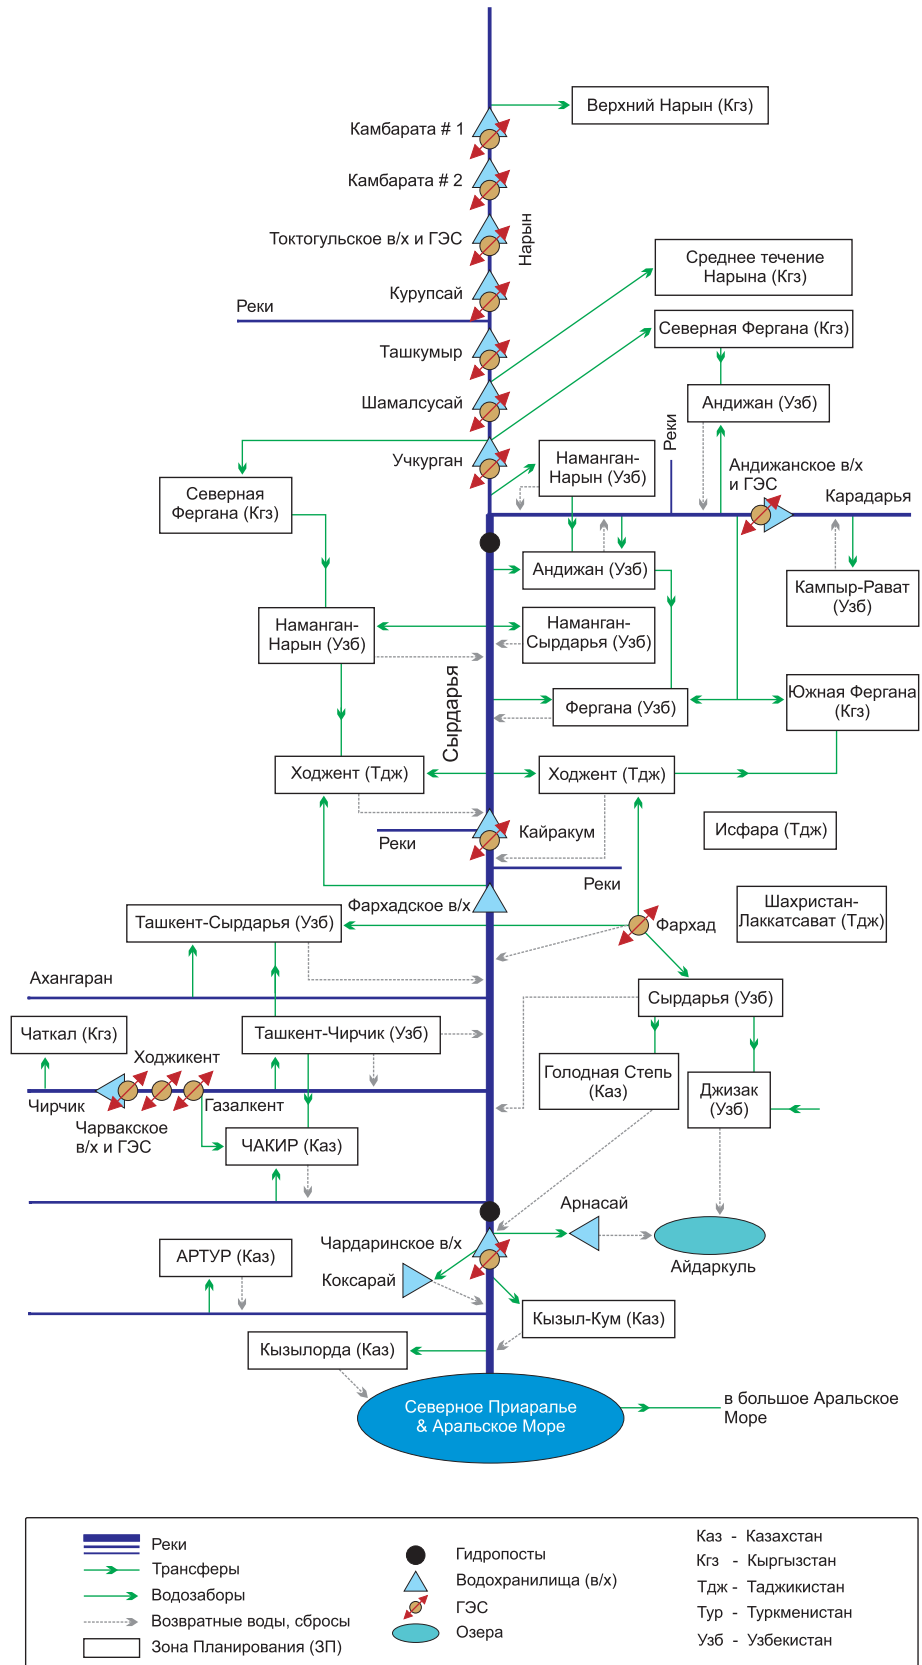 Верхний Нарын (Кгз)
Камбарата # 1
Камбарата # 2
Нарын
Токтогульское в/х и ГЭС
Среднее течение
Нарына (Кгз)
Курупсай
Реки
Северная Фергана (Кгз)
Ташкумыр
Шамалсусай
Андижан (Узб)
Реки
Учкурган
Наманган-
Нарын (Узб)
Андижанское в/х
и ГЭС
Карадарья
Северная
Фергана (Кгз)
Андижан (Узб)
Кампыр-Рават
(Узб)
Наманган-
Нарын (Узб)
Наманган-
Сырдарья (Узб)
Сырдарья
Фергана (Узб)
Южная Фергана
(Кгз)
Ходжент (Тдж)
Ходжент (Тдж)
Кайракум
Реки
Исфара (Тдж)
Реки
Фархадское в/х
Шахристан-
Лаккатсават (Тдж)
Ташкент-Сырдарья (Узб)
Фархад
Ахангаран
Сырдарья (Узб)
Чаткал (Кгз)
Ташкент-Чирчик (Узб)
Ходжикент
Голодная Степь
(Каз)
Джизак
(Узб)
Чирчик
Газалкент
Чарвакское
в/х и ГЭС
ЧАКИР (Каз)
Арнасай
Чардаринское в/х
АРТУР (Каз)
Коксарай
Айдаркуль
Кызыл-Кум (Каз)
Кызылорда (Каз)
Северное Приаралье
& Аральское Море
в большое Аральское
Море
Реки
Трансферы
Водозаборы
Возвратные воды, сбросы
Зона Планирования (ЗП)
Гидропосты
Водохранилища (в/х)
ГЭС
Озера
Каз - Казахстан
Кгз - Кыргызстан
Тдж - Таджикистан
Тур - Туркменистан
Узб - Узбекистан